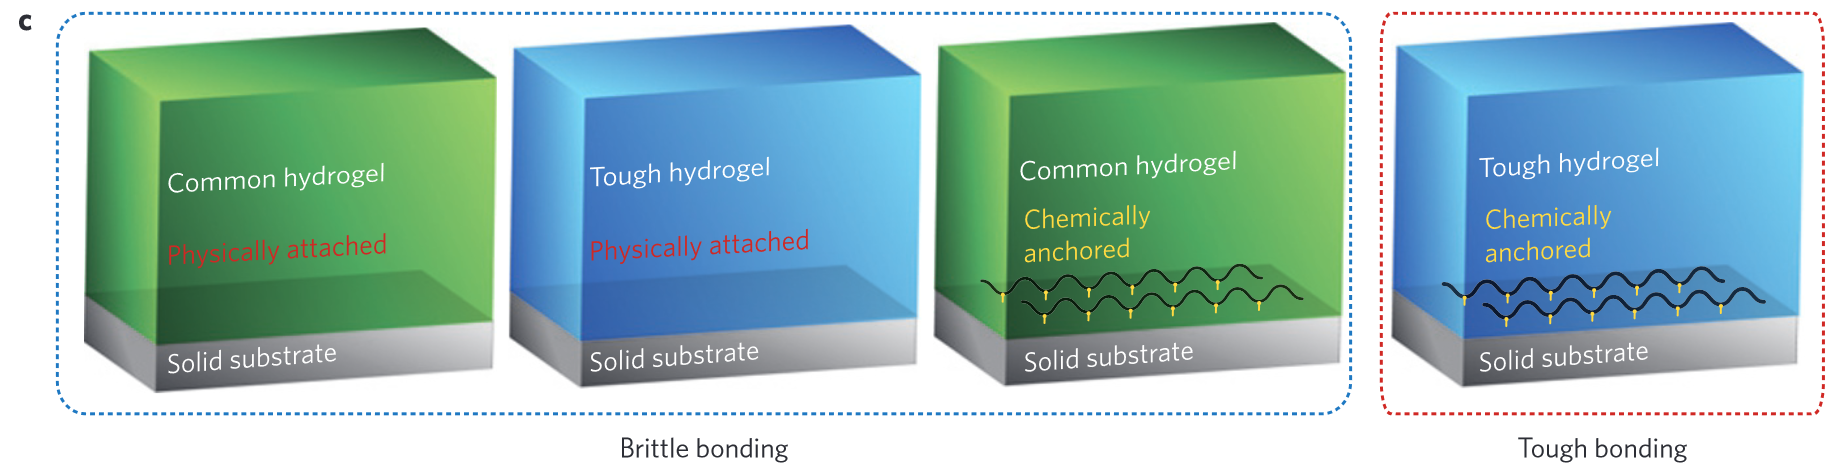 c
Common hydrogel
Physically attached
Solid substrate
Tough hydrogel
Physically attached
Solid substrate
Common hydrogel
Chemically
anchored
Solid substrate
Tough hydrogel
Chemically
anchored
Solid substrate
Brittle bonding
Tough bonding